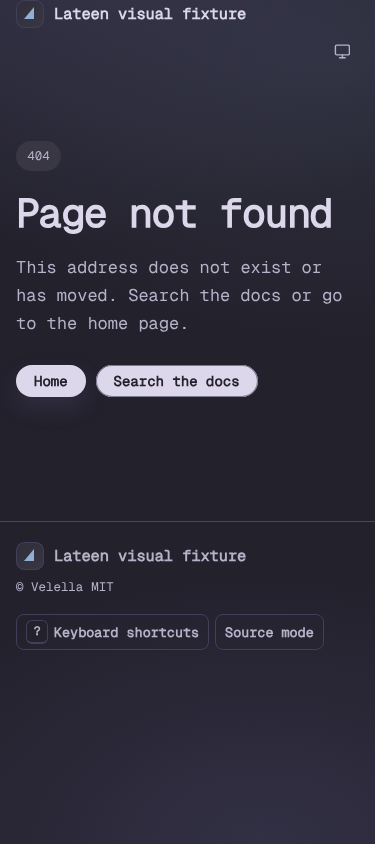 Lateen visual fixture
404
Page not found
This address does not exist or
has moved. Search the docs or go
to the home page.
Home
Search the docs
Lateen visual fixture
© Velella MIT
? Keyboard shortcuts
Source mode